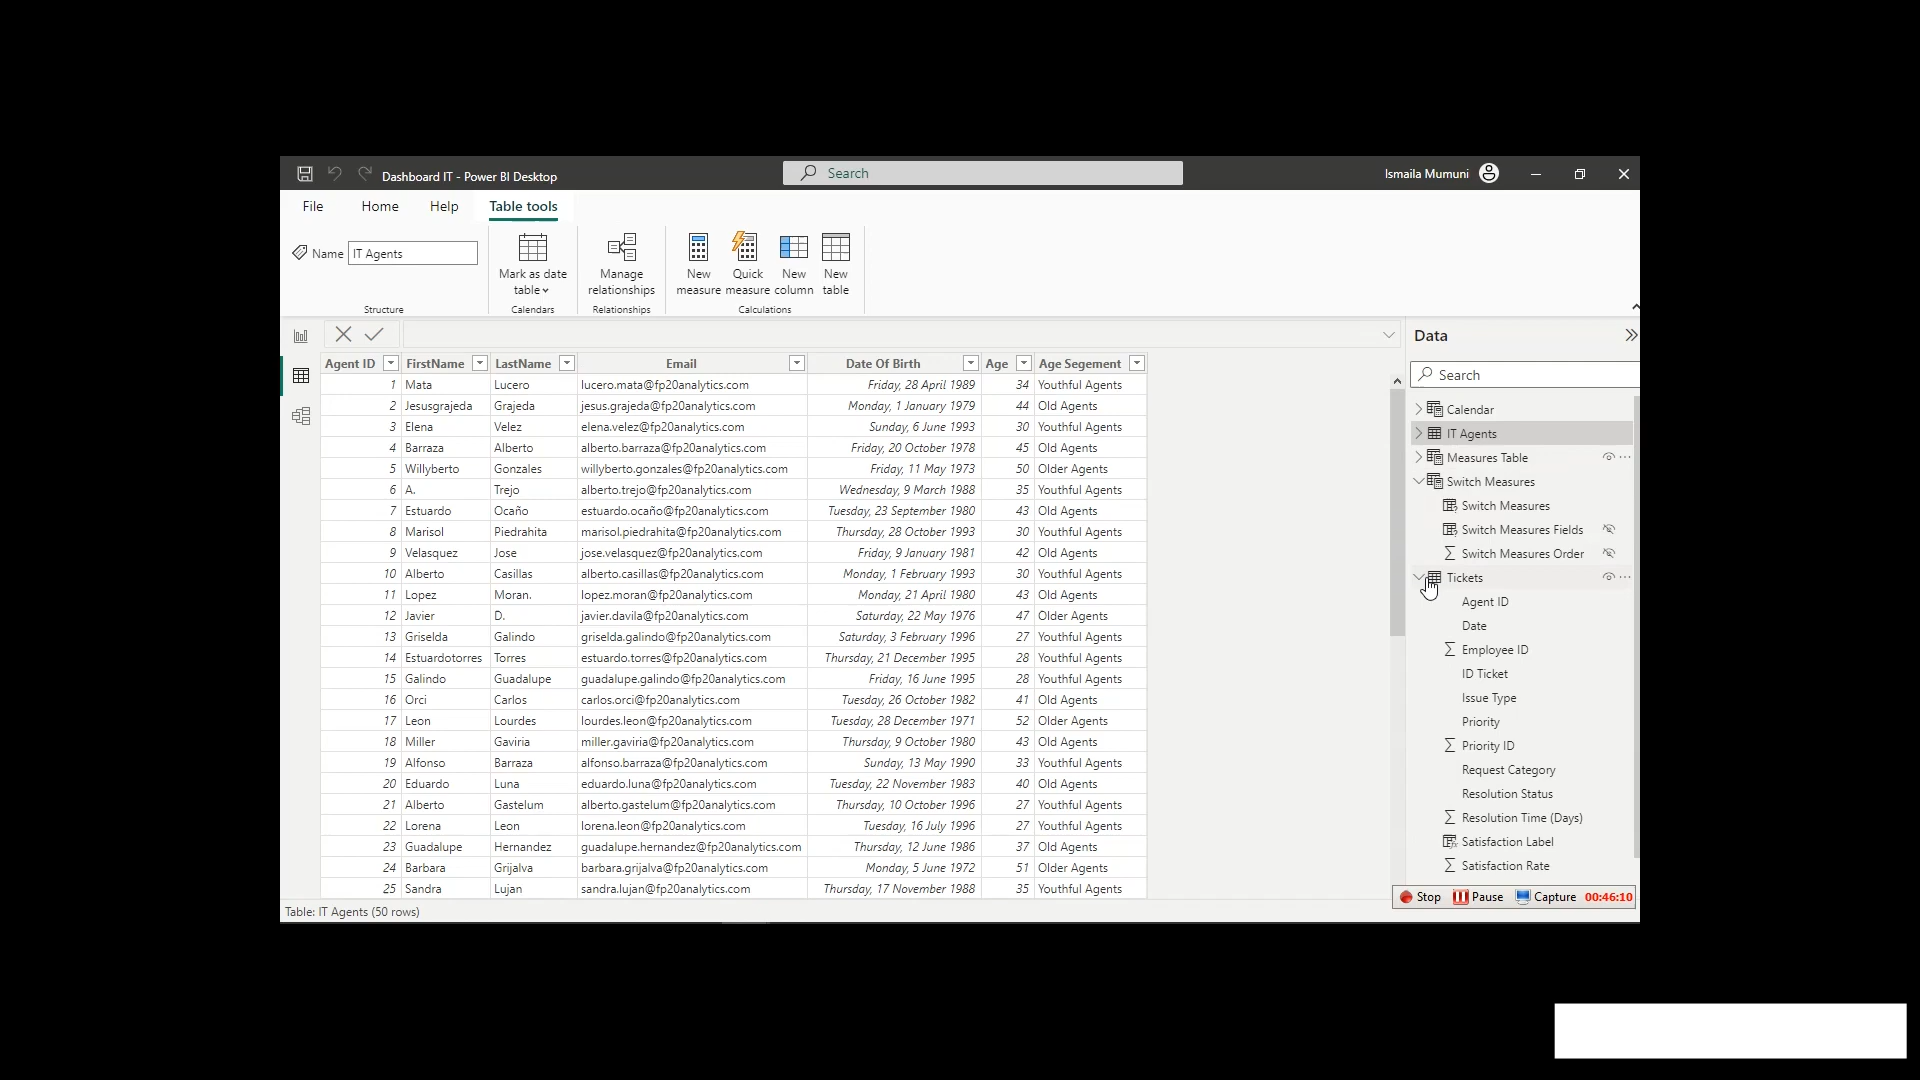 Dashboard IT - Power BI Desktop
Search
Ismaila Mumuni
File Home Help Table tools
Name IT Agents
Mark as date table
Manage relationships
New measure
Quick measure
New column
New table
Structure Calendars Relationships Calculations
Agent ID FirstName LastName Email Date Of Birth Age Age Segement
1 Mata Lucero lucero.mata@fp20analytics.com Friday, 28 April 1989 34 Youthful Agents
2 Jesusgrajeda Grajeda jesus.grajeda@fp20analytics.com Monday, 1 January 1979 44 Old Agents
3 Elena Velez elena.velez@fp20analytics.com Sunday, 6 June 1993 30 Youthful Agents
4 Barraza Alberto alberto.barraza@fp20analytics.com Friday, 20 October 1978 45 Old Agents
5 Willyberto Gonzales willyberto.gonzales@fp20analytics.com Friday, 11 May 1973 50 Older Agents
6 A. Trejo alberto.trejo@fp20analytics.com Wednesday, 9 March 1988 35 Youthful Agents
7 Estuardo Ocaño estuardo.ocaño@fp20analytics.com Tuesday, 23 September 1980 43 Old Agents
8 Marisol Piedrahita marisol.piedrahita@fp20analytics.com Thursday, 28 October 1993 30 Youthful Agents
9 Velasquez Jose jose.velasquez@fp20analytics.com Friday, 9 January 1981 42 Old Agents
10 Alberto Casillas alberto.casillas@fp20analytics.com Monday, 1 February 1993 30 Youthful Agents
11 Lopez Moran. lopez.moran@fp20analytics.com Monday, 21 April 1980 43 Old Agents
12 Javier D. javier.davila@fp20analytics.com Saturday, 22 May 1976 47 Older Agents
13 Griselda Galindo griselda.galindo@fp20analytics.com Saturday, 3 February 1996 27 Youthful Agents
14 Estuardotorres Torres estuardo.torres@fp20analytics.com Thursday, 21 December 1995 28 Youthful Agents
15 Galindo Guadalupe guadalupe.galindo@fp20analytics.com Friday, 16 June 1995 28 Youthful Agents
16 Orci Carlos carlos.orci@fp20analytics.com Tuesday, 26 October 1982 41 Old Agents
17 Leon Lourdes lourdes.leon@fp20analytics.com Tuesday, 28 December 1971 52 Older Agents
18 Miller Gaviria miller.gaviria@fp20analytics.com Thursday, 9 October 1980 43 Old Agents
19 Alfonso Barraza alfonso.barraza@fp20analytics.com Sunday, 13 May 1990 33 Youthful Agents
20 Eduardo Luna eduardo.luna@fp20analytics.com Tuesday, 22 November 1983 40 Old Agents
21 Alberto Gastelum alberto.gastelum@fp20analytics.com Thursday, 10 October 1996 27 Youthful Agents
22 Lorena Leon lorena.leon@fp20analytics.com Tuesday, 16 July 1996 27 Youthful Agents
23 Guadalupe Hernandez guadalupe.hernandez@fp20analytics.com Thursday, 12 June 1986 37 Old Agents
24 Barbara Grijalva barbara.grijalva@fp20analytics.com Monday, 5 June 1972 51 Older Agents
25 Sandra Lujan sandra.lujan@fp20analytics.com Thursday, 17 November 1988 35 Youthful Agents
Data
Search
Calendar
IT Agents
Measures Table
Switch Measures
Switch Measures
Switch Measures Fields
Switch Measures Order
Tickets
Agent ID
Date
Employee ID
ID Ticket
Issue Type
Priority
Priority ID
Request Category
Resolution Status
Resolution Time (Days)
Satisfaction Label
Satisfaction Rate
Stop Pause Capture 00:46:10
Table: IT Agents (50 rows)